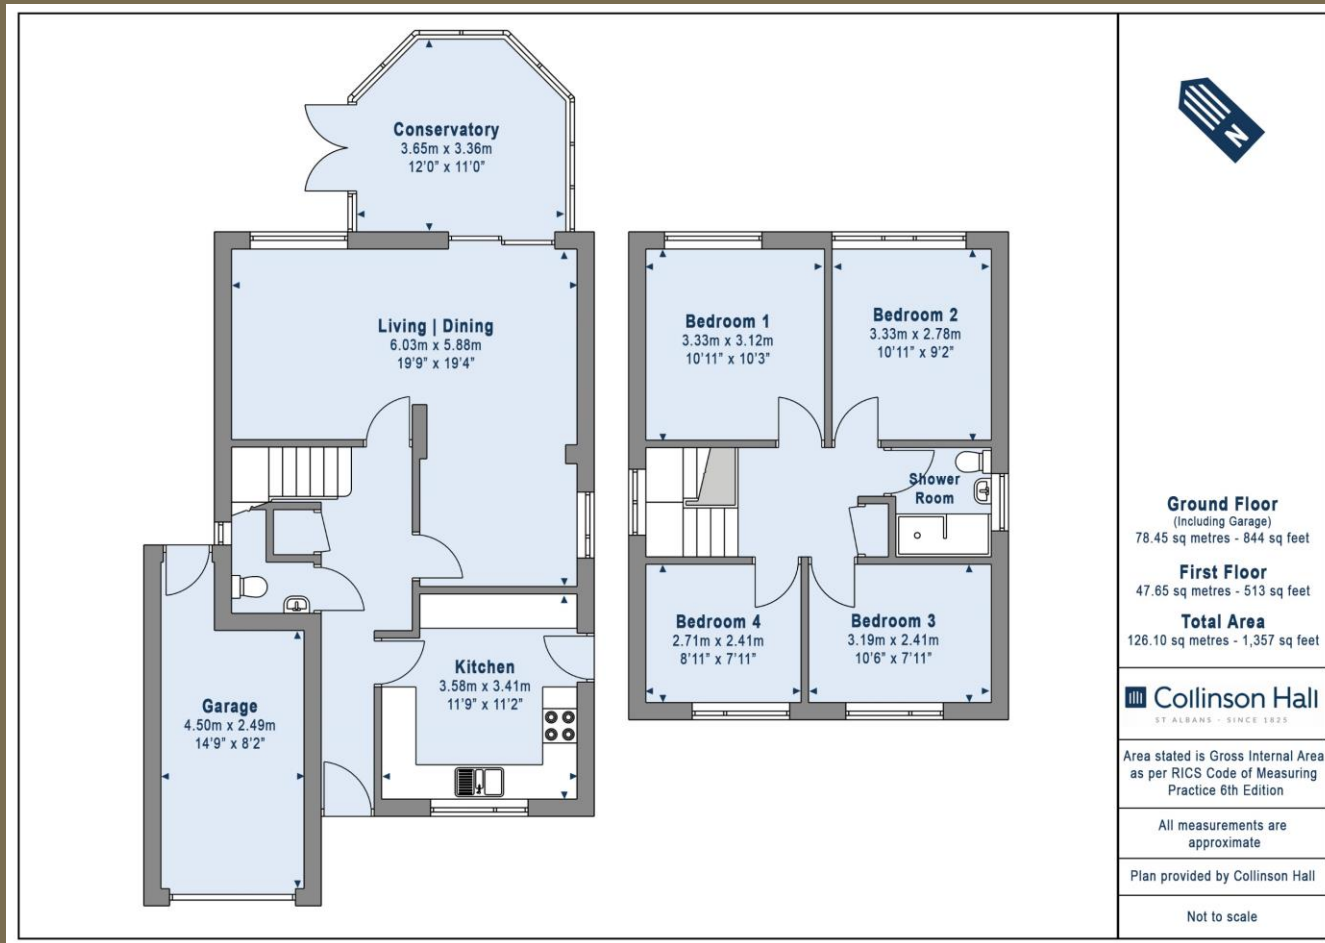 Conservatory
3.65m x 3.36m
12'0" x 11'0"
Living | Dining
6.03m x 5.88m
19'9" x 19'4"
Kitchen
3.58m x 3.41m
11'9" x 11'2"
Garage
4.50m x 2.49m
14'9" x 8'2"
Bedroom 1
3.33m x 3.12m
10'11" x 10'3"
Bedroom 2
3.33m x 2.78m
10'11" x 9'2"
Shower
Room
Bedroom 4
2.71m x 2.41m
8'11" x 7'11"
Bedroom 3
3.19m x 2.41m
10'6" x 7'11"
N
Ground Floor
(Including Garage)
78.45 sq metres - 844 sq feet
First Floor
47.65 sq metres - 513 sq feet
Total Area
126.10 sq metres - 1,357 sq feet
Collinson Hall
ST ALBANS - SINCE 1825
Area stated is Gross Internal Area
as per RICS Code of Measuring
Practice 6th Edition
All measurements are
approximate
Plan provided by Collinson Hall
Not to scale